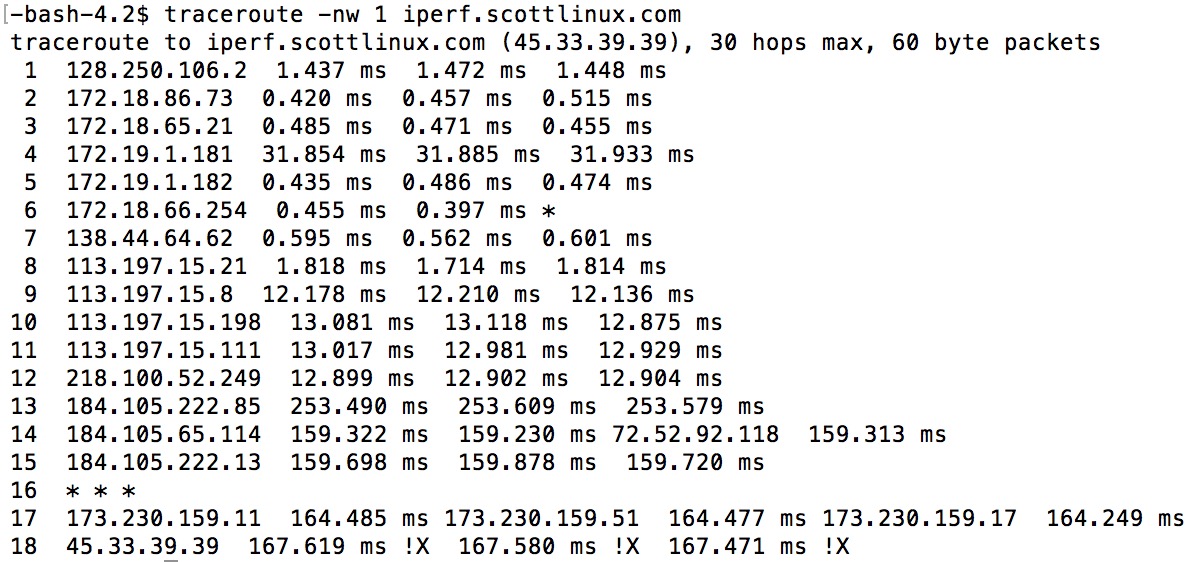 [-bash-4.2$ traceroute -nw 1 iperf.scottlinux.com
traceroute to iperf.scottlinux.com (45.33.39.39), 30 hops max, 60 byte packets
 1  128.250.106.2  1.437 ms  1.472 ms  1.448 ms
 2  172.18.86.73  0.420 ms  0.457 ms  0.515 ms
 3  172.18.65.21  0.485 ms  0.471 ms  0.455 ms
 4  172.19.1.181  31.854 ms  31.885 ms  31.933 ms
 5  172.19.1.182  0.435 ms  0.486 ms  0.474 ms
 6  172.18.66.254  0.455 ms  0.397 ms *
 7  138.44.64.62  0.595 ms  0.562 ms  0.601 ms
 8  113.197.15.21  1.818 ms  1.714 ms  1.814 ms
 9  113.197.15.8  12.178 ms  12.210 ms  12.136 ms
10  113.197.15.198  13.081 ms  13.118 ms  12.875 ms
11  113.197.15.111  13.017 ms  12.981 ms  12.929 ms
12  218.100.52.249  12.899 ms  12.902 ms  12.904 ms
13  184.105.222.85  253.490 ms  253.609 ms  253.579 ms
14  184.105.65.114  159.322 ms  159.230 ms 72.52.92.118  159.313 ms
15  184.105.222.13  159.698 ms  159.878 ms  159.720 ms
16  * * *
17  173.230.159.11  164.485 ms 173.230.159.51  164.477 ms 173.230.159.17  164.249 ms
18  45.33.39.39  167.619 ms !X  167.580 ms !X  167.471 ms !X